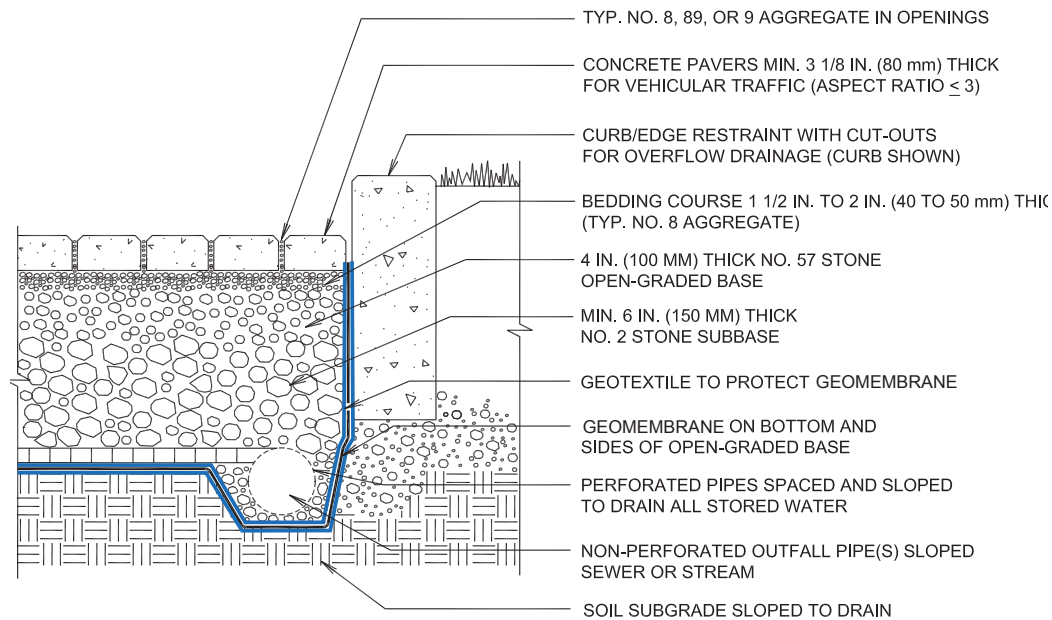 TYP. NO. 8, 89, OR 9 AGGREGATE IN OPENINGS
CONCRETE PAVERS MIN. 3 1/8 IN. (80 mm) THICK
FOR VEHICULAR TRAFFIC (ASPECT RATIO ≤ 3)
CURB/EDGE RESTRAINT WITH CUT-OUTS
FOR OVERFLOW DRAINAGE (CURB SHOWN)
BEDDING COURSE 1 1/2 IN. TO 2 IN. (40 TO 50 mm) THIC
(TYP. NO. 8 AGGREGATE)
4 IN. (100 MM) THICK NO. 57 STONE
OPEN-GRADED BASE
MIN. 6 IN. (150 MM) THICK
NO. 2 STONE SUBBASE
GEOTEXTILE TO PROTECT GEOMEMBRANE
GEOMEMBRANE ON BOTTOM AND
SIDES OF OPEN-GRADED BASE
PERFORATED PIPES SPACED AND SLOPED
TO DRAIN ALL STORED WATER
NON-PERFORATED OUTFALL PIPE(S) SLOPED
SEWER OR STREAM
SOIL SUBGRADE SLOPED TO DRAIN